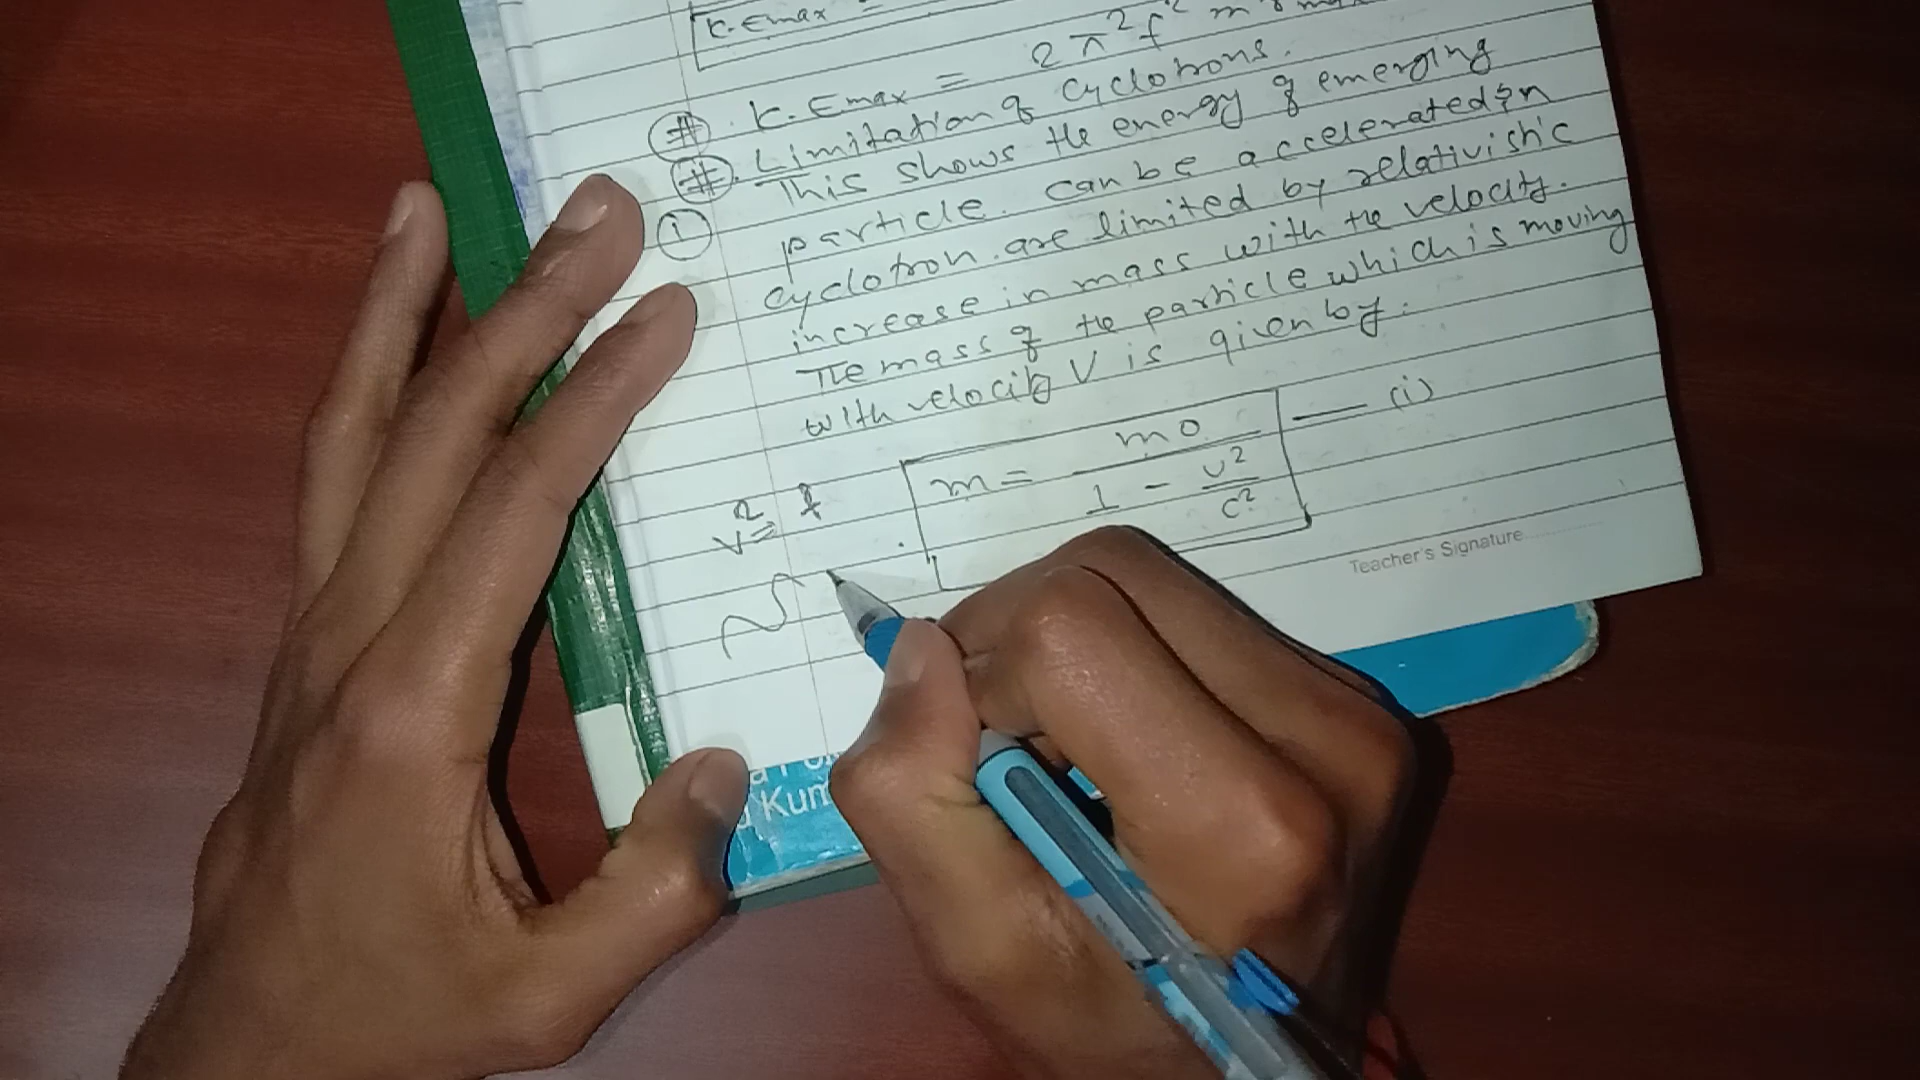 K.Emax =
# K.Emax = 2π²f² m r
# Limitation of Cyclotrons.
① This shows the energy of emerging
particle. can be accelerated in
cyclotron. are limited by relativistic
increase in mass with the velocity.
The mass of the particle which is moving
with velocity V is given by.
m = mo / 1 - v²/c² — (i)
v² =
Teacher's Signature
Kum